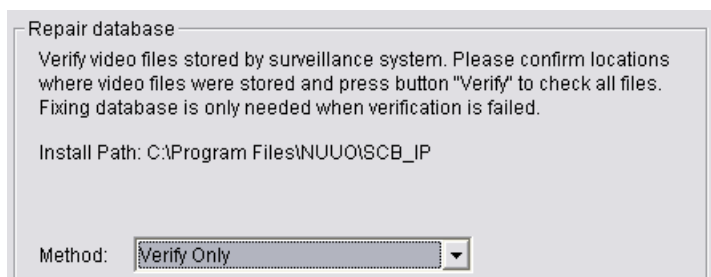 Repair database
Verify video files stored by surveillance system. Please confirm locations
where video files were stored and press button "Verify" to check all files.
Fixing database is only needed when verification is failed.
Install Path: C:\Program Files\NUUO\SCB_IP
Method: Verify Only